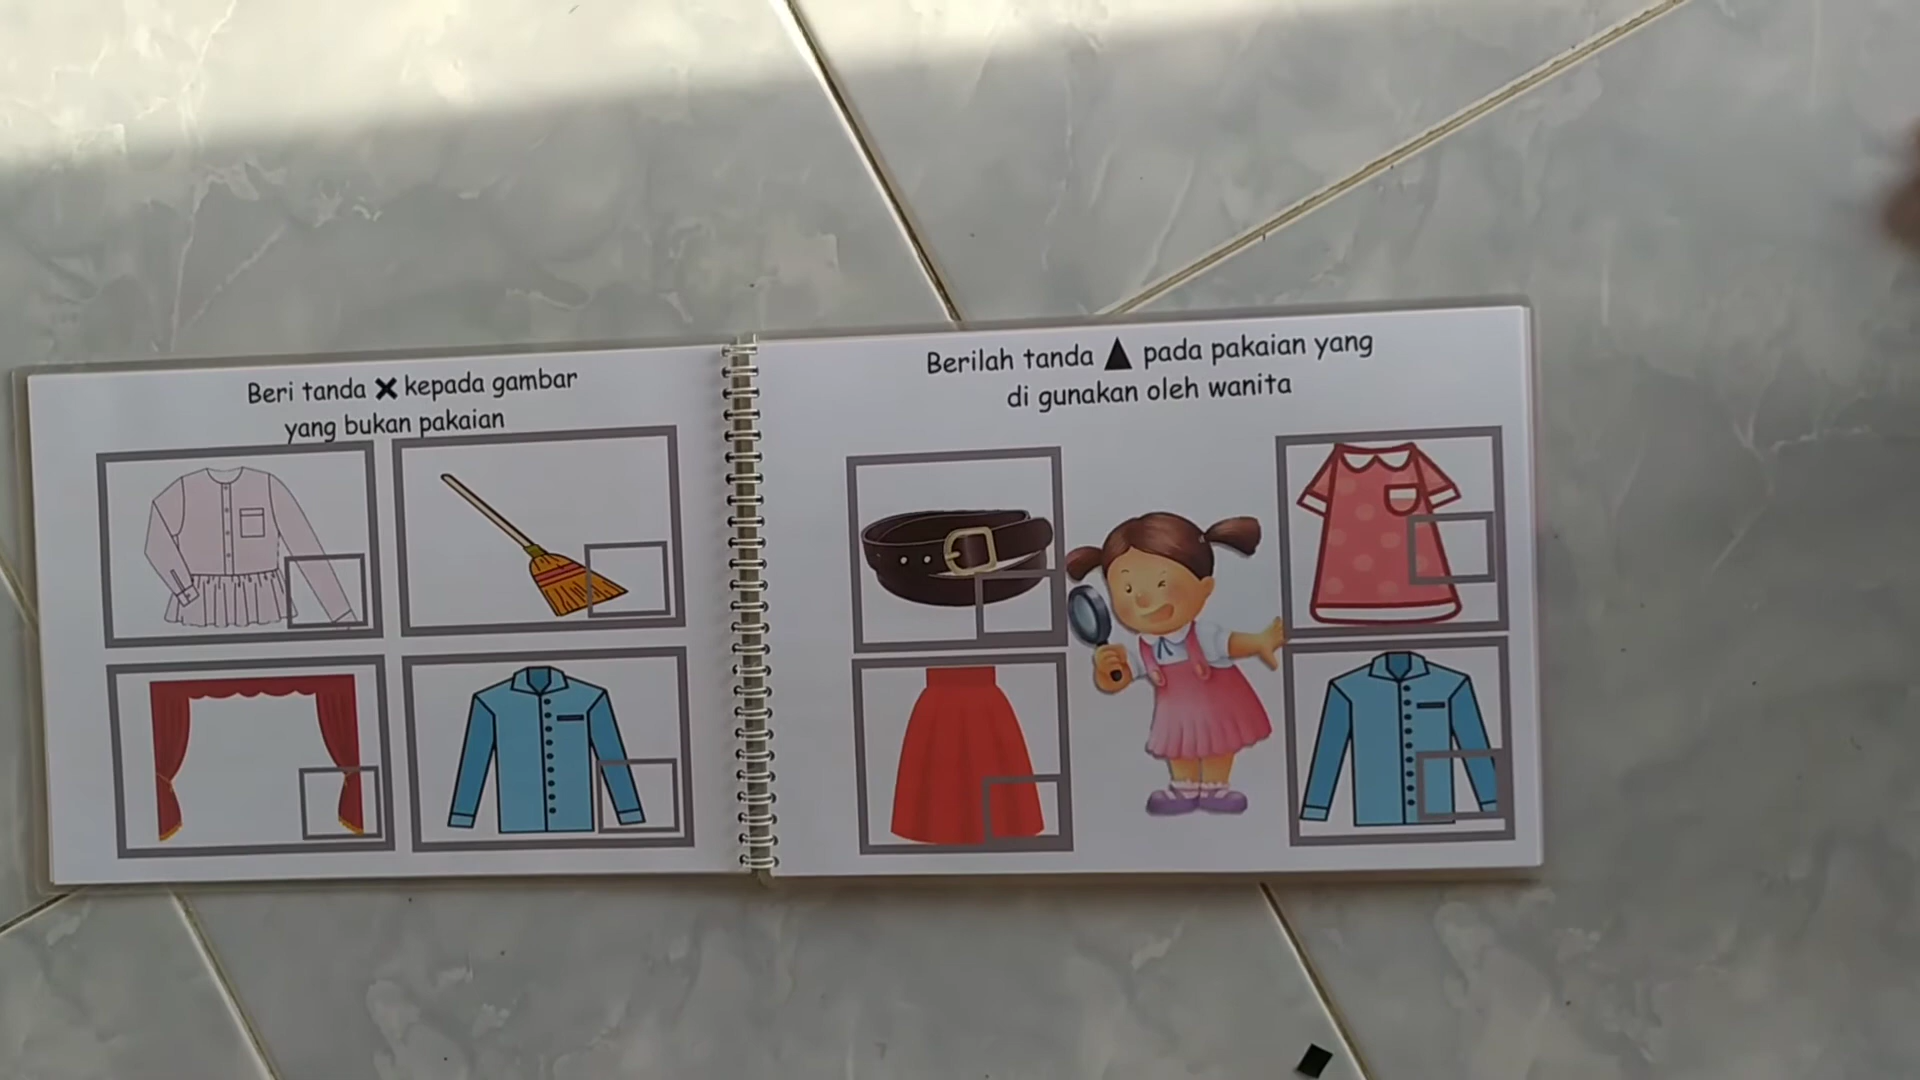 Beri tanda ✖ kepada gambar
yang bukan pakaian
Berilah tanda ▲ pada pakaian yang
di gunakan oleh wanita